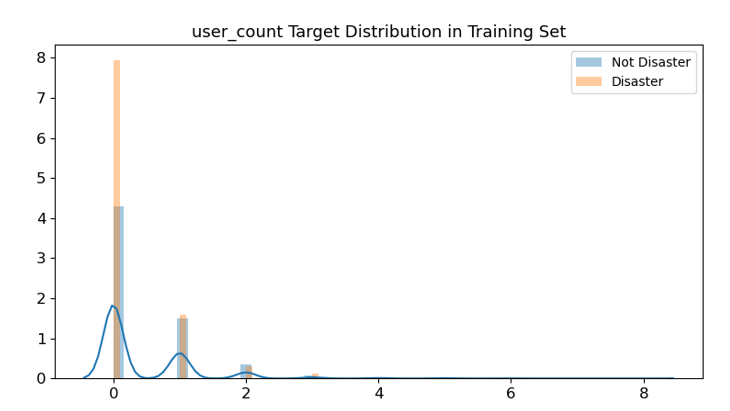 user_count Target Distribution in Training Set
Not Disaster
Disaster
8
7
6
5
4
3
2
1
0
0 2 4 6 8